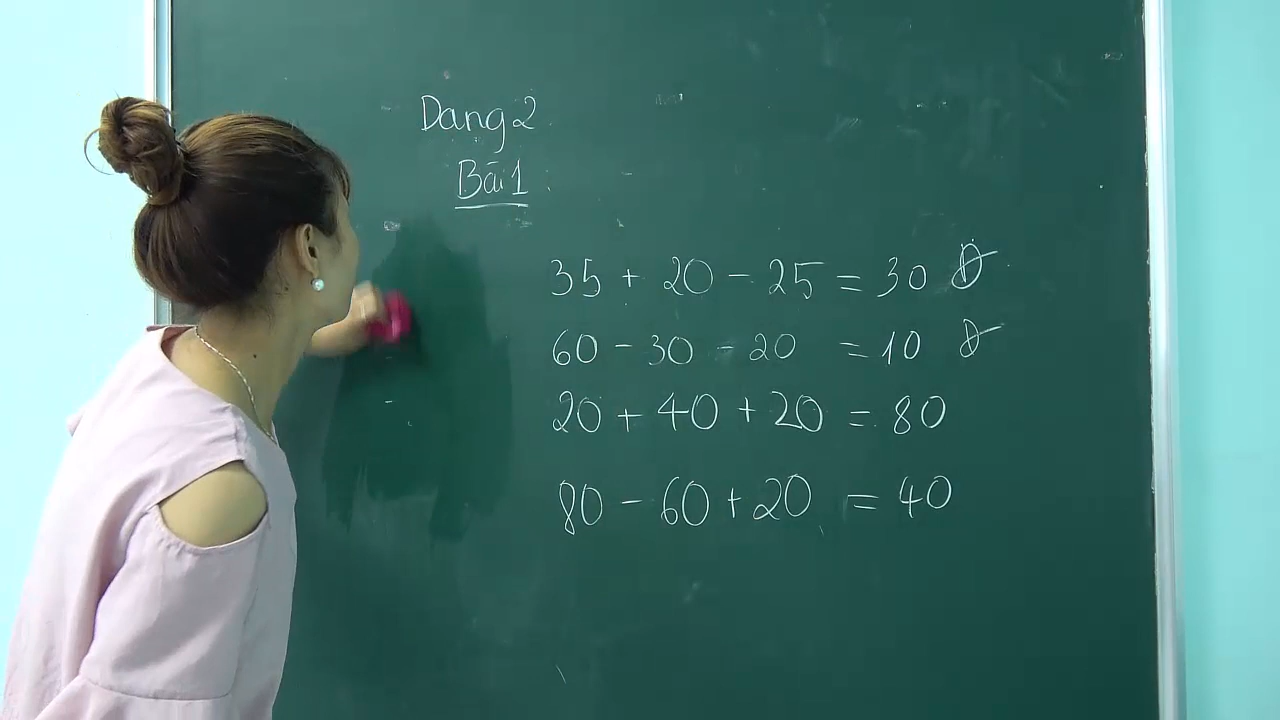 Dang 2
Bài 1
35 + 20 - 25 = 30 Đ
60 - 30 - 20 = 10 Đ
20 + 40 + 20 = 80
80 - 60 + 20 = 40